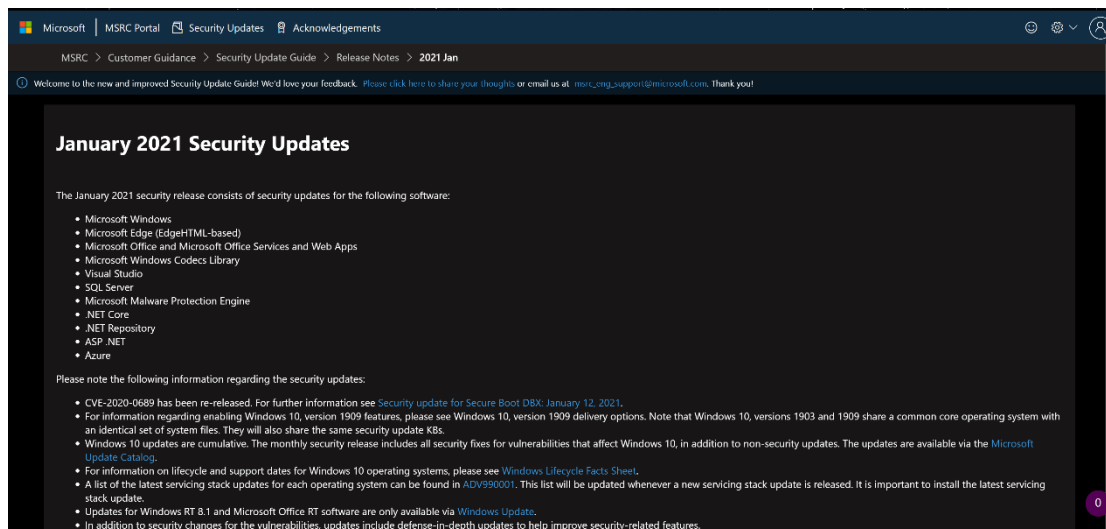 Microsoft | MSRC Portal Security Updates Acknowledgements
MSRC > Customer Guidance > Security Update Guide > Release Notes > 2021 Jan
Welcome to the new and improved Security Update Guide! We'd love your feedback. Please click here to share your thoughts or email us at msrc_eng_support@microsoft.com. Thank you!
January 2021 Security Updates
The January 2021 security release consists of security updates for the following software:
• Microsoft Windows
• Microsoft Edge (EdgeHTML-based)
• Microsoft Office and Microsoft Office Services and Web Apps
• Microsoft Windows Codecs Library
• Visual Studio
• SQL Server
• Microsoft Malware Protection Engine
• .NET Core
• .NET Repository
• ASP .NET
• Azure
Please note the following information regarding the security updates:
• CVE-2020-0689 has been re-released. For further information see Security update for Secure Boot DBX: January 12, 2021.
• For information regarding enabling Windows 10, version 1909 features, please see Windows 10, version 1909 delivery options. Note that Windows 10, versions 1903 and 1909 share a common core operating system with
an identical set of system files. They will also share the same security update KBs.
• Windows 10 updates are cumulative. The monthly security release includes all security fixes for vulnerabilities that affect Windows 10, in addition to non-security updates. The updates are available via the Microsoft
Update Catalog.
• For information on lifecycle and support dates for Windows 10 operating systems, please see Windows Lifecycle Facts Sheet.
• A list of the latest servicing stack updates for each operating system can be found in ADV990001. This list will be updated whenever a new servicing stack update is released. It is important to install the latest servicing
stack update.
• Updates for Windows RT 8.1 and Microsoft Office RT software are only available via Windows Update.
• In addition to security changes for the vulnerabilities, updates include defense-in-depth updates to help improve security-related features.
0